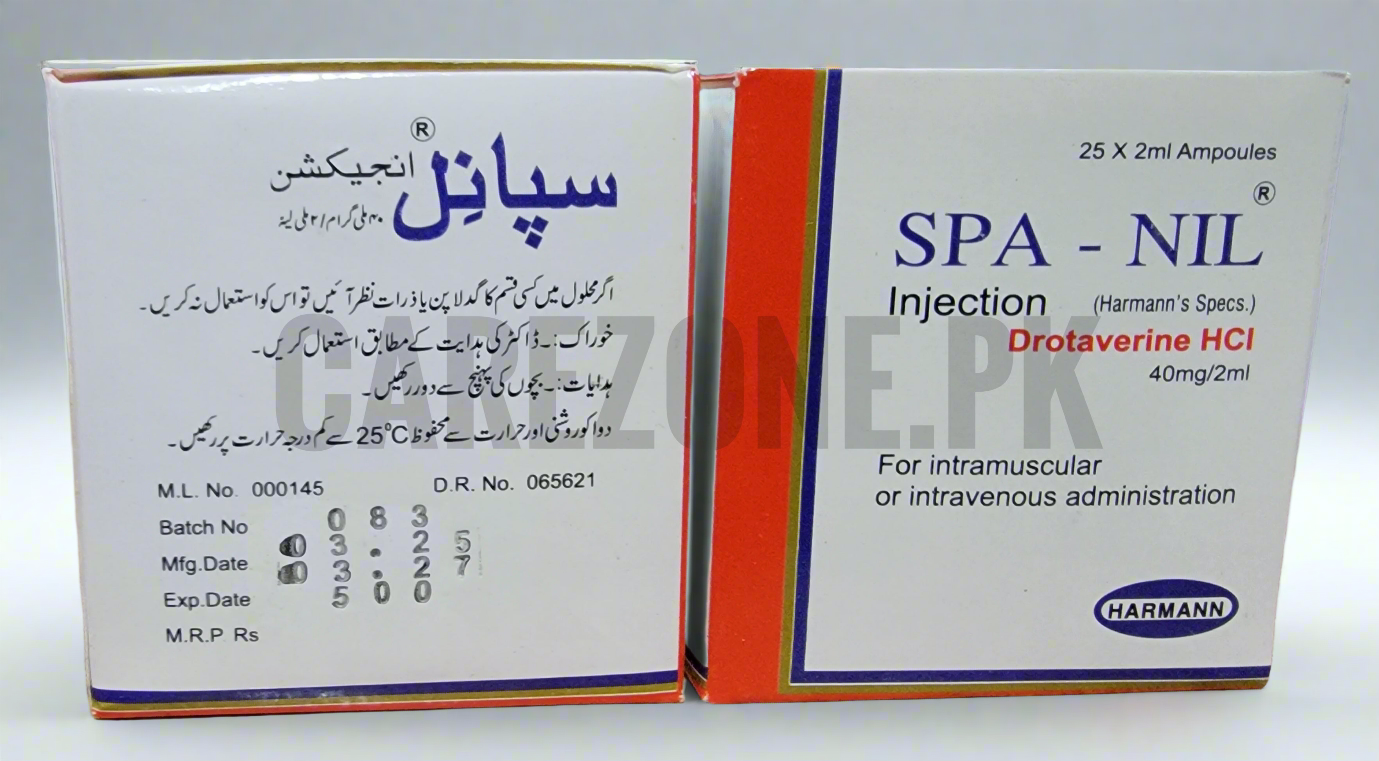 سپانِل® انجیکشن
۴۰ ملی گرام/۲ ملی لیٹر
اگر محلول میں کسی قسم کا گدلا پن یا ذرات نظر آئیں تو اس کو استعمال نہ کریں۔
خوراک:۔ ڈاکٹر کی ہدایت کے مطابق استعمال کریں۔
ہدایات:۔ بچوں کی پہنچ سے دور رکھیں۔
دوا کو روشنی اور حرارت سے محفوظ 25°C سے کم درجہ حرارت پر رکھیں۔
M.L. No. 000145 D.R. No. 065621
Batch No 083
Mfg.Date 03.25
Exp.Date 03.27
M.R.P Rs 500
25 X 2ml Ampoules
SPA - NIL®
Injection (Harmann's Specs.)
Drotaverine HCl
40mg/2ml
For intramuscular
or intravenous administration
HARMANN
CAREZONE.PK